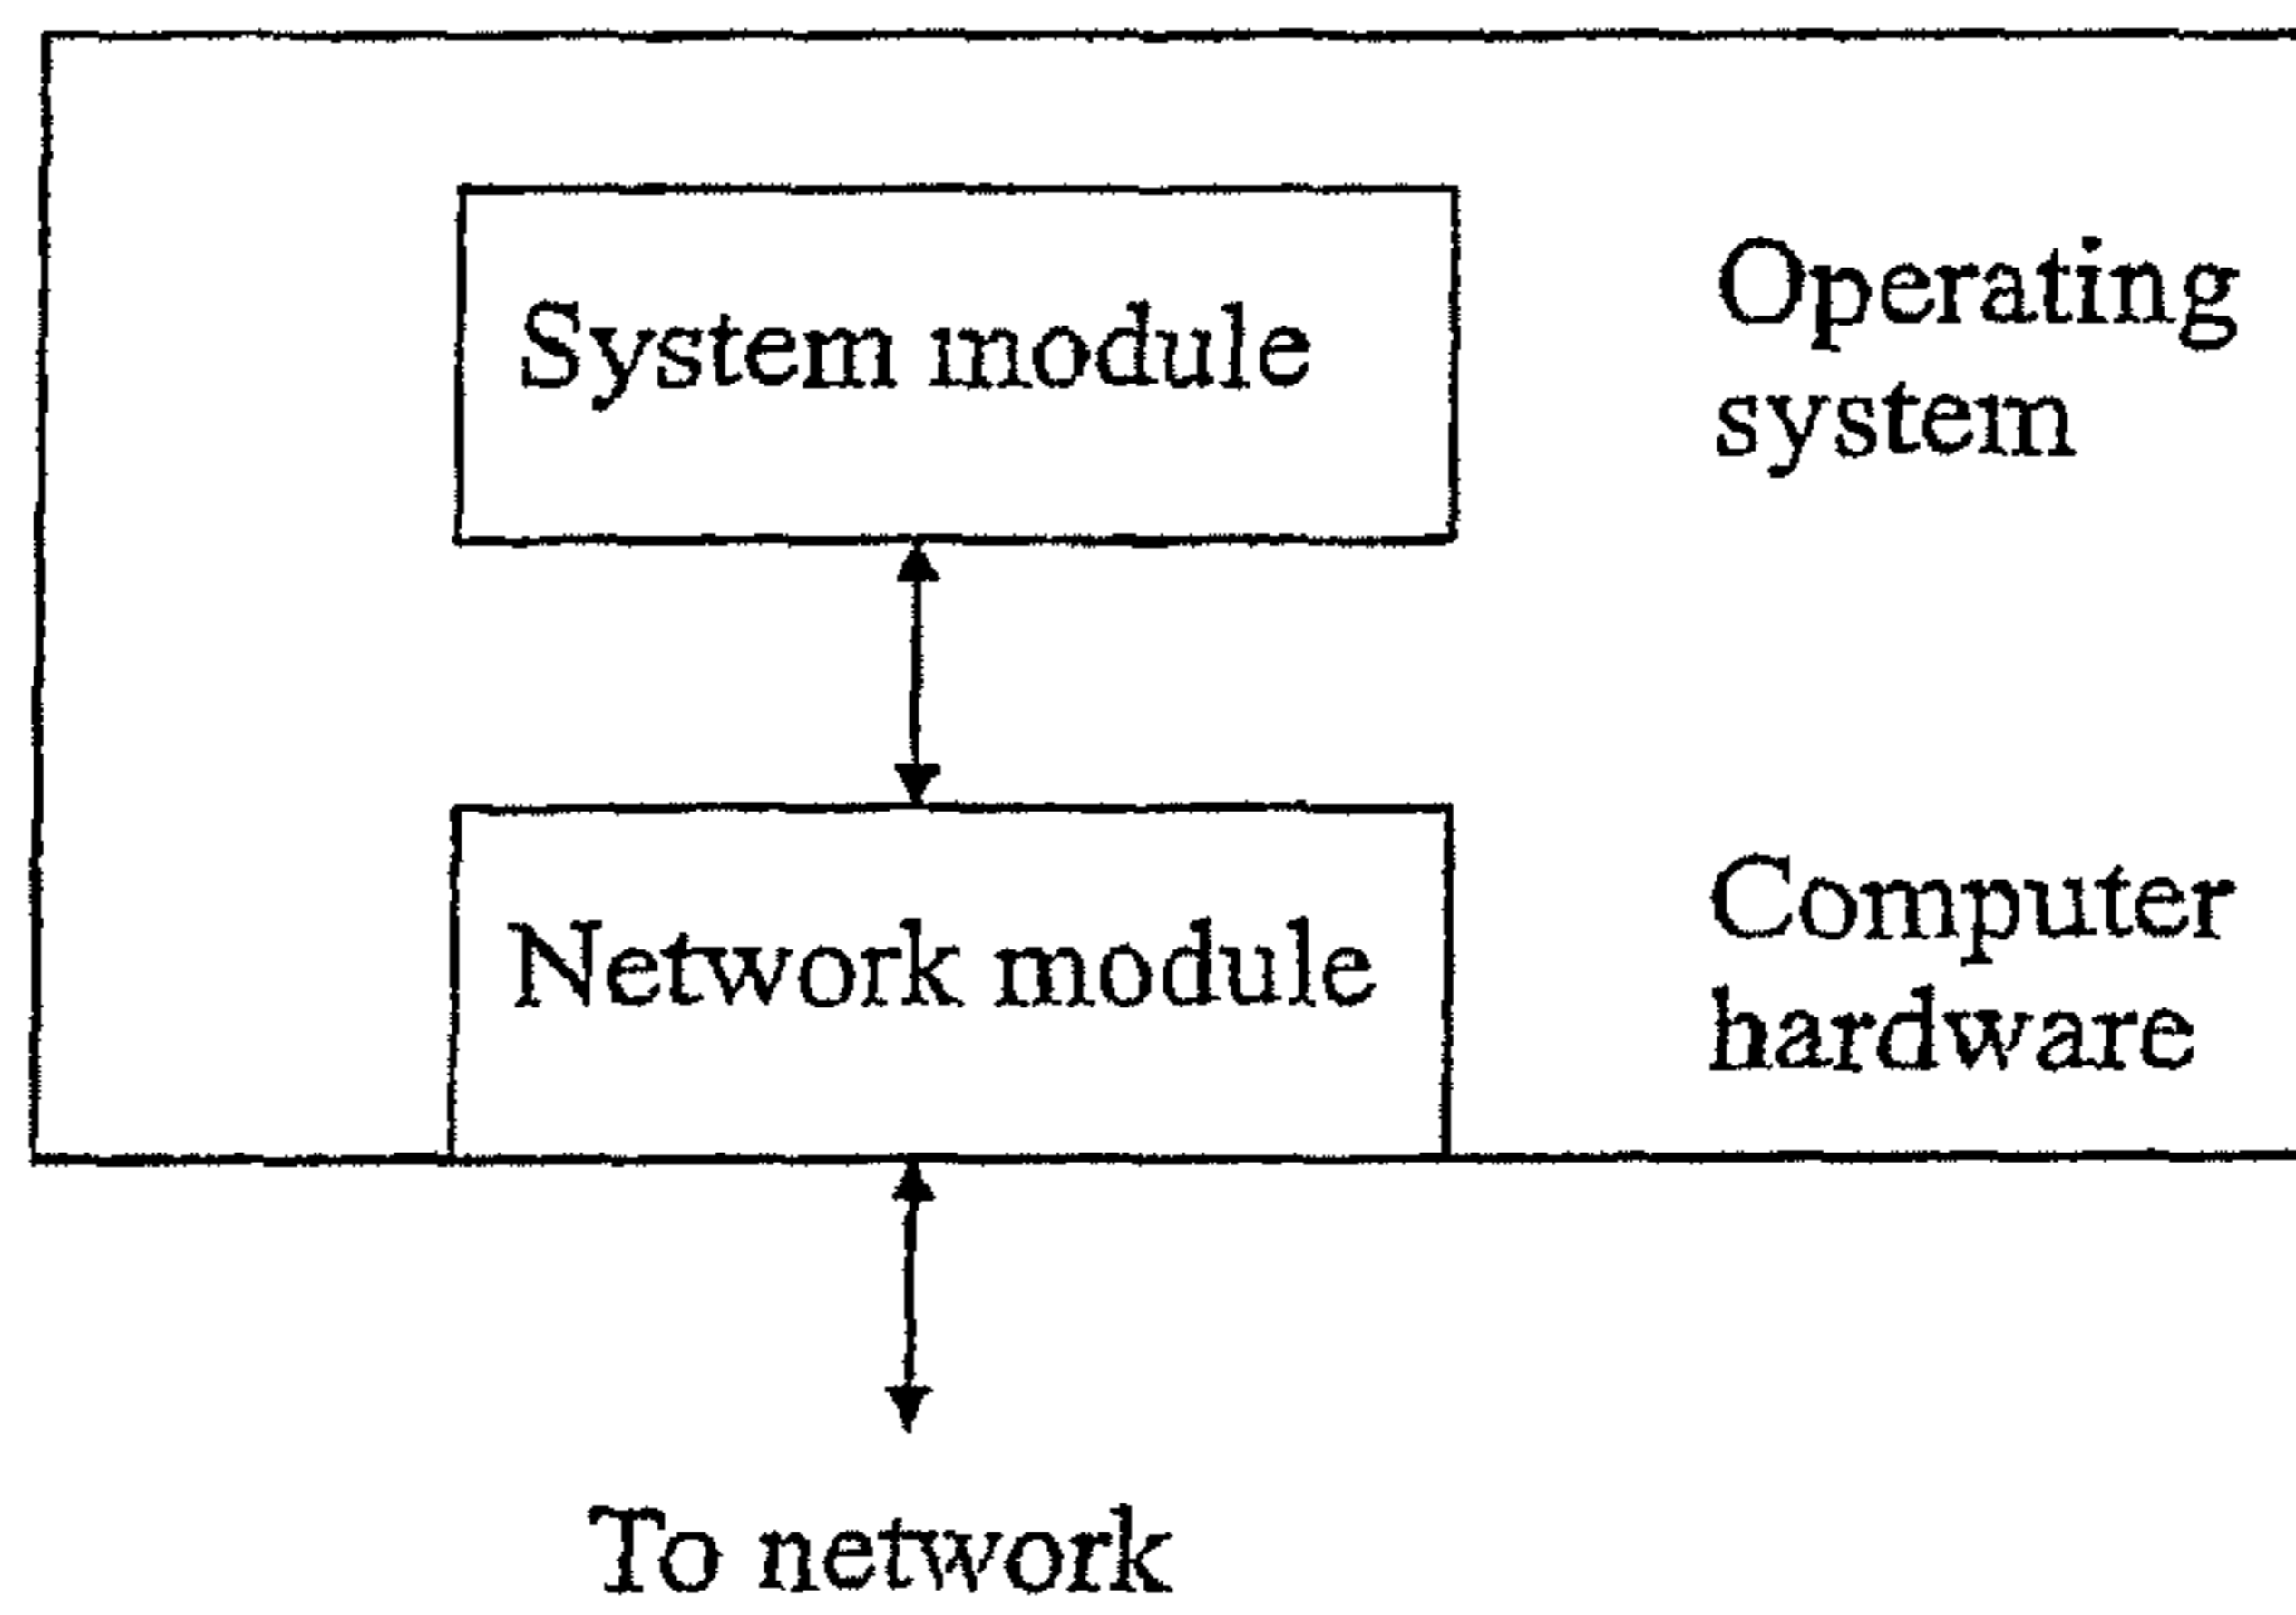 System module
Operating
system
Network module
Computer
hardware
To network